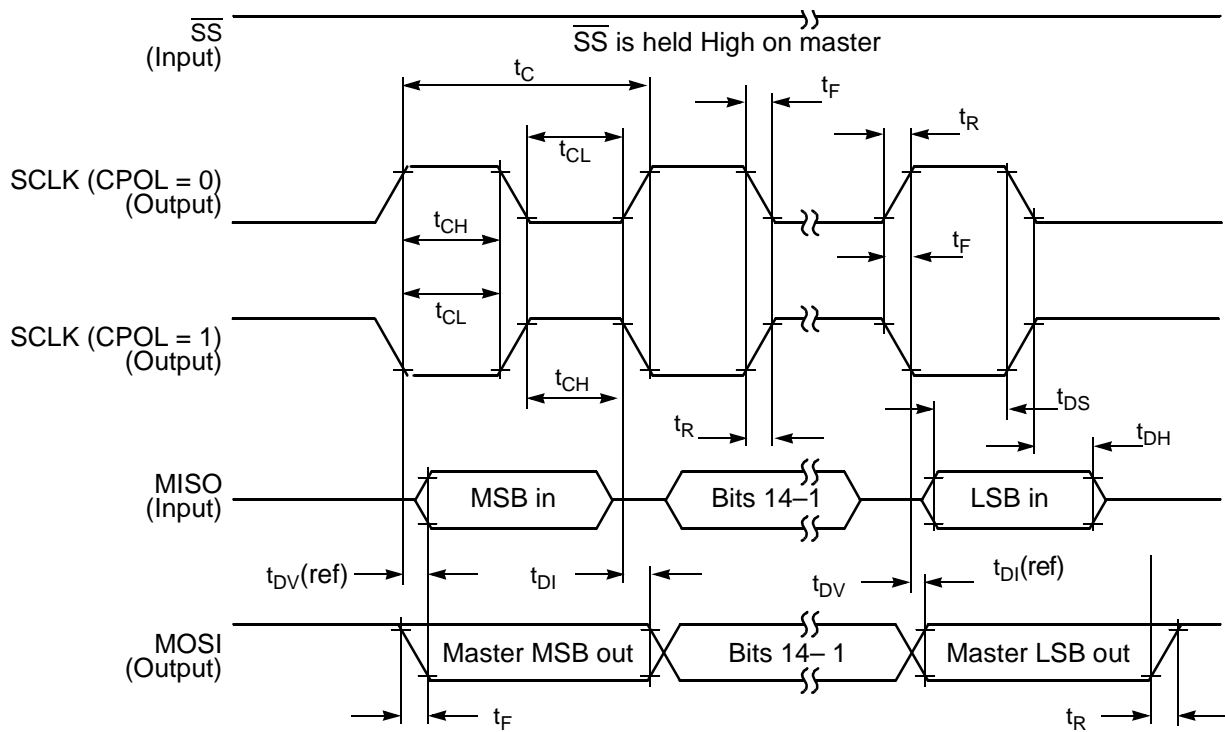 SS
(Input)
SS is held High on master
tC
tF
tR
tCL
SCLK (CPOL = 0)
(Output)
tCH
tF
tCL
SCLK (CPOL = 1)
(Output)
tCH
tR
tDS
tDH
MISO
(Input)
MSB in
Bits 14–1
LSB in
tDV(ref)
tDI
tDV
tDI(ref)
MOSI
(Output)
Master MSB out
Bits 14– 1
Master LSB out
tF
tR